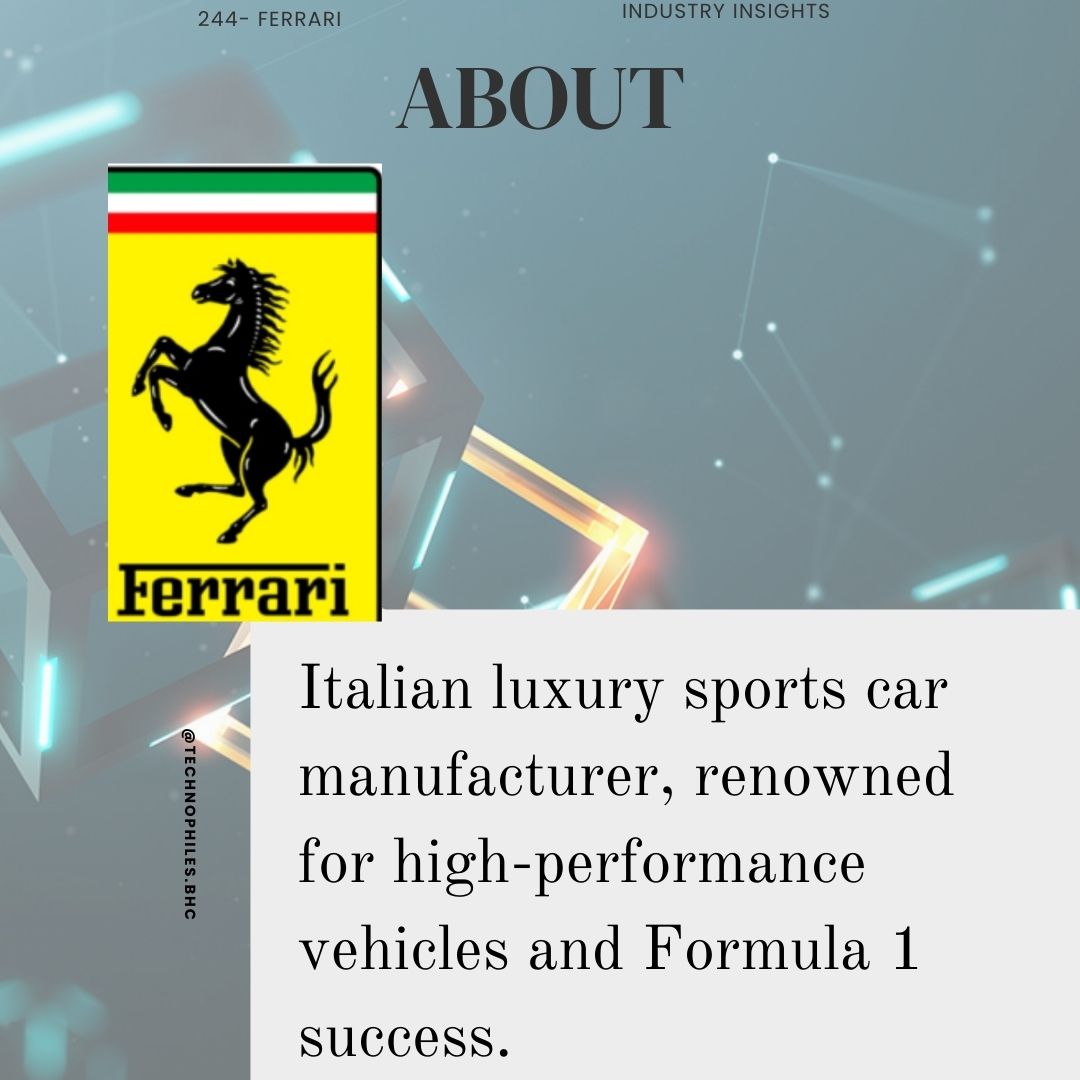 244- FERRARI
INDUSTRY INSIGHTS
ABOUT
Ferrari
Italian luxury sports car
manufacturer, renowned
for high-performance
vehicles and Formula 1
success.
@TECHNOPHILES.BHC